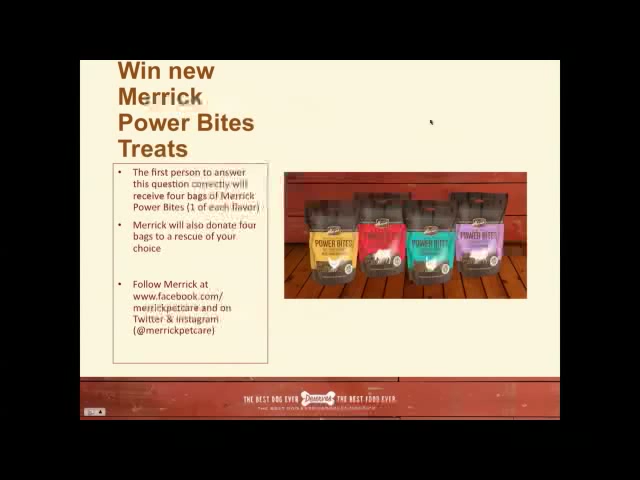 Win new
Merrick
Power Bites
Treats
• The first person to answer
this question correctly will
receive four bags of Merrick
Power Bites (1 of each flavor)
• Merrick will also donate four
bags to a rescue of your
choice
• Follow Merrick at
www.facebook.com/
merrickpetcare and on
Twitter & Instagram
(@merrickpetcare)
POWER BITES
POWER BITES
POWER BITES
POWER BITES
THE BEST DOG EVER Deserves THE BEST FOOD EVER